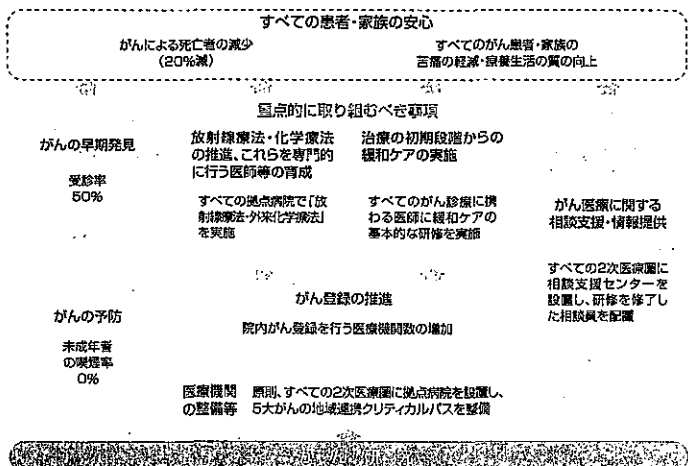 すべての患者・家族の安心
がんによる死亡者の減少
(20%減)
すべてのがん患者・家族の
苦痛の軽減・療養生活の質の向上
重点的に取り組むべき事項
がんの早期発見
受診率
50%
放射線療法・化学療法
の推進、これらを専門的
に行う医師等の育成
すべての拠点病院で「放
射線療法・外来化学療法」
を実施
治療の初期段階からの
緩和ケアの実施
すべてのがん診療に携
わる医師に緩和ケアの
基本的な研修を実施
がん医療に関する
相談支援・情報提供
すべての2次医療圏に
相談支援センターを
設置し、研修を修了し
た相談員を配置
がん登録の推進
院内がん登録を行う医療機関数の増加
がんの予防
未成年者
の喫煙率
0%
医療機関
の整備等
原則、すべての2次医療圏に拠点病院を設置し、
5大がんの地域連携クリティカルパスを整備